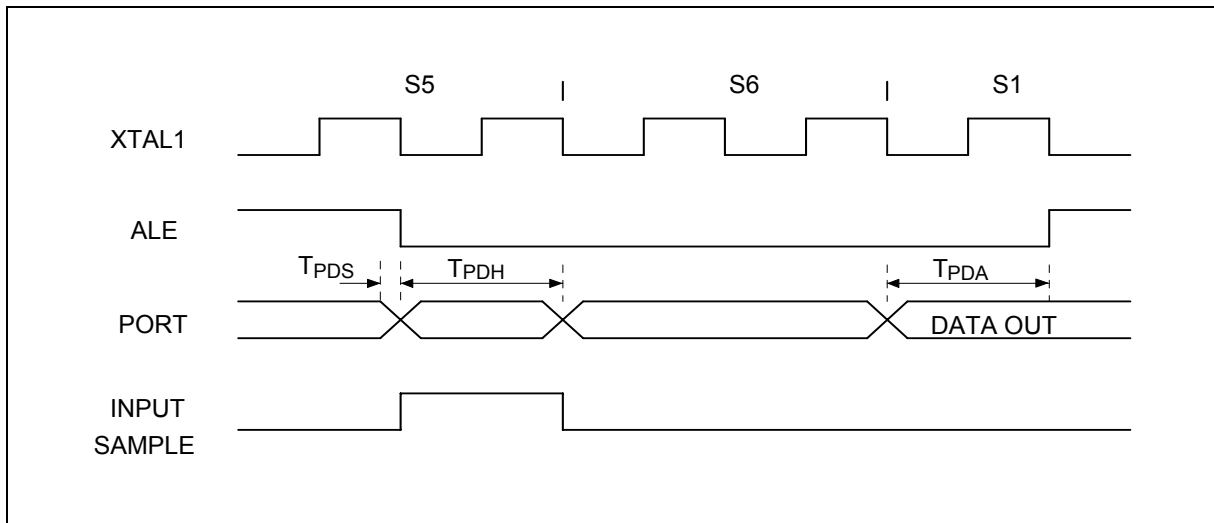 S5 | S6 | S1
XTAL1
ALE
TPDS TPDH TPDA
PORT DATA OUT
INPUT
SAMPLE